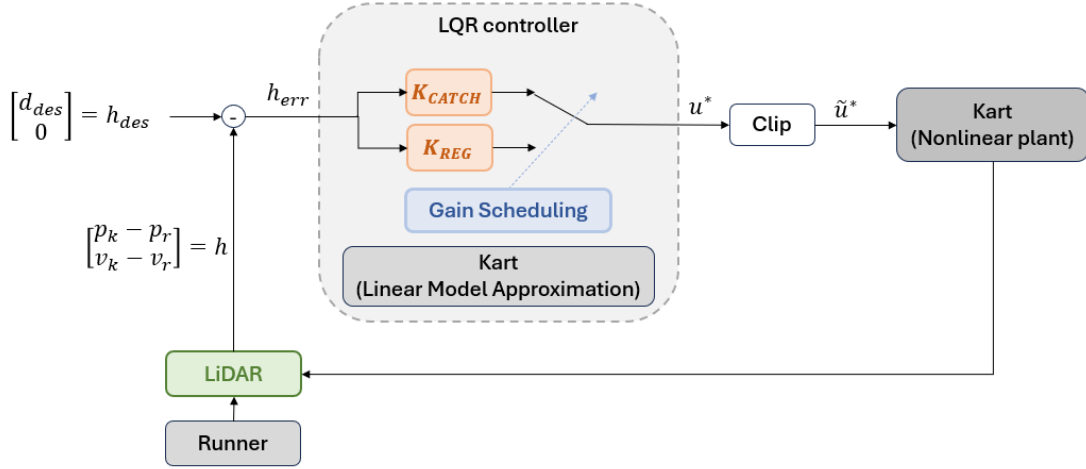 LQR controller
[d_des
0] = h_des
-
h_err
K_CATCH
K_REG
Gain Scheduling
Kart
(Linear Model Approximation)
u*
Clip
ũ*
Kart
(Nonlinear plant)
[p_k − p_r
v_k − v_r] = h
LiDAR
Runner